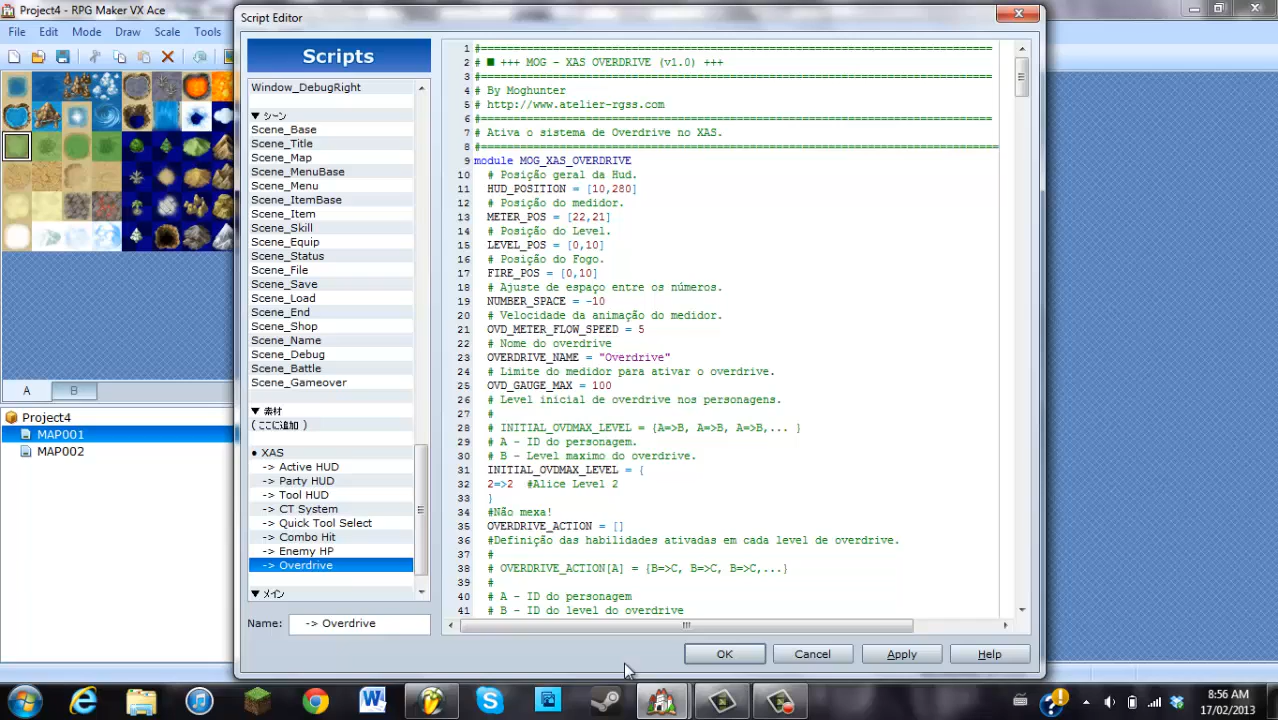 Project4 - RPG Maker VX Ace
File Edit Mode Draw Scale Tools
A B
Project4
MAP001
MAP002
Script Editor
Scripts
Window_DebugRight
▼ シーン
Scene_Base
Scene_Title
Scene_Map
Scene_MenuBase
Scene_Menu
Scene_ItemBase
Scene_Item
Scene_Skill
Scene_Equip
Scene_Status
Scene_File
Scene_Save
Scene_Load
Scene_End
Scene_Shop
Scene_Name
Scene_Debug
Scene_Battle
Scene_Gameover
▼ 素材
( ここに追加 )
● XAS
-> Active HUD
-> Party HUD
-> Tool HUD
-> CT System
-> Quick Tool Select
-> Combo Hit
-> Enemy HP
-> Overdrive
▼ メイン
Name: -> Overdrive
1 #==============================================================================
2 # ■ +++ MOG - XAS OVERDRIVE (v1.0) +++
3 #==============================================================================
4 # By Moghunter
5 # http://www.atelier-rgss.com
6 #==============================================================================
7 # Ativa o sistema de Overdrive no XAS.
8 #===============================================================================
9 module MOG_XAS_OVERDRIVE
10 # Posição geral da Hud.
11 HUD_POSITION = [10,280]
12 # Posição do medidor.
13 METER_POS = [22,21]
14 # Posição do Level.
15 LEVEL_POS = [0,10]
16 # Posição do Fogo.
17 FIRE_POS = [0,10]
18 # Ajuste de espaço entre os números.
19 NUMBER_SPACE = -10
20 # Velocidade da animação do medidor.
21 OVD_METER_FLOW_SPEED = 5
22 # Nome do overdrive
23 OVERDRIVE_NAME = "Overdrive"
24 # Limite do medidor para ativar o overdrive.
25 OVD_GAUGE_MAX = 100
26 # Level inicial de overdrive nos personagens.
27 #
28 # INITIAL_OVDMAX_LEVEL = {A=>B, A=>B, A=>B,... }
29 # A - ID do personagem.
30 # B - Level maximo do overdrive.
31 INITIAL_OVDMAX_LEVEL = {
32 2=>2 #Alice Level 2
33 }
34 #Não mexa!
35 OVERDRIVE_ACTION = []
36 #Definição das habilidades ativadas em cada level de overdrive.
37 #
38 # OVERDRIVE_ACTION[A] = {B=>C, B=>C, B=>C,...}
39 #
40 # A - ID do personagem
41 # B - ID do level do overdrive
OK Cancel Apply Help
8:56 AM
17/02/2013